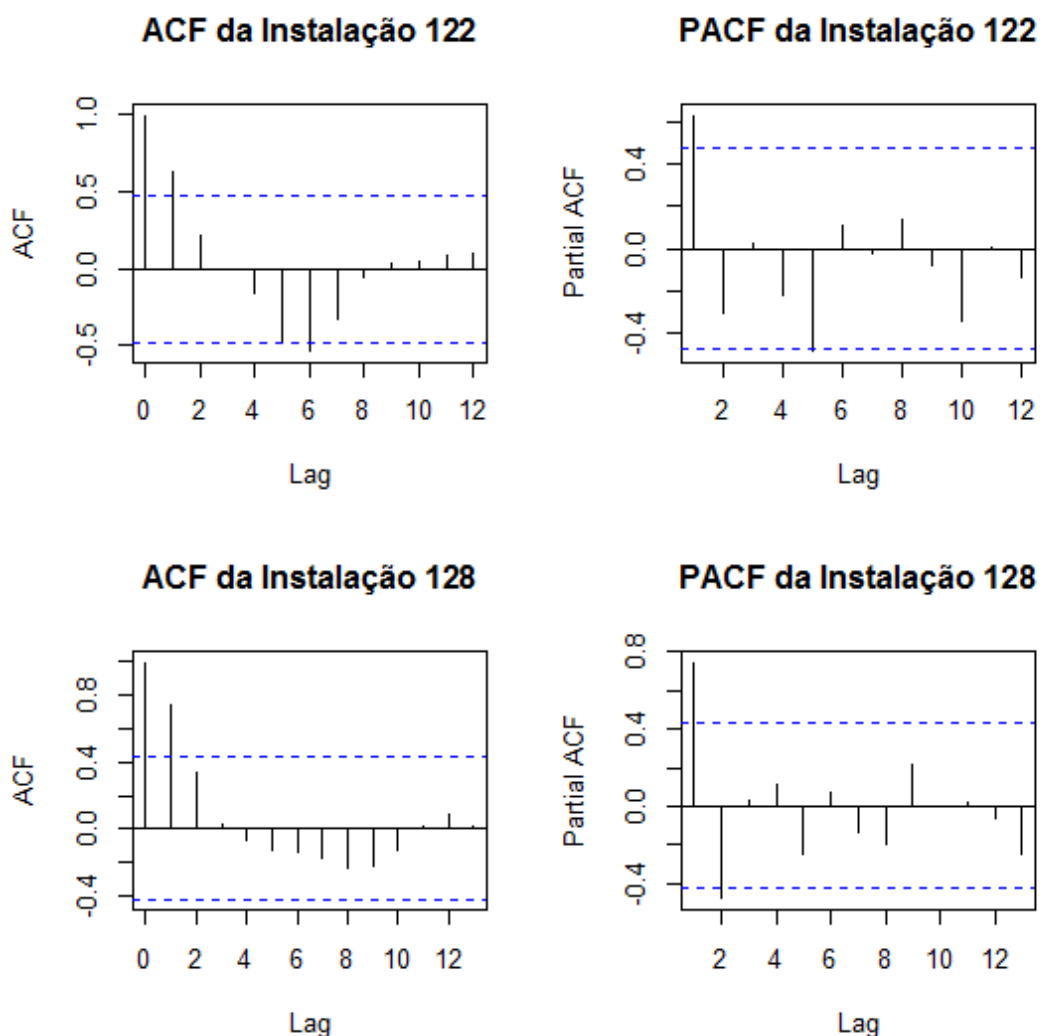 ACF da Instalação 122
ACF
1.0
0.5
0.0
-0.5
0 2 4 6 8 10 12
Lag
PACF da Instalação 122
Partial ACF
0.4
0.0
-0.4
2 4 6 8 10 12
Lag
ACF da Instalação 128
ACF
0.8
0.4
0.0
-0.4
0 2 4 6 8 10 12
Lag
PACF da Instalação 128
Partial ACF
0.8
0.4
0.0
-0.4
2 4 6 8 10 12
Lag